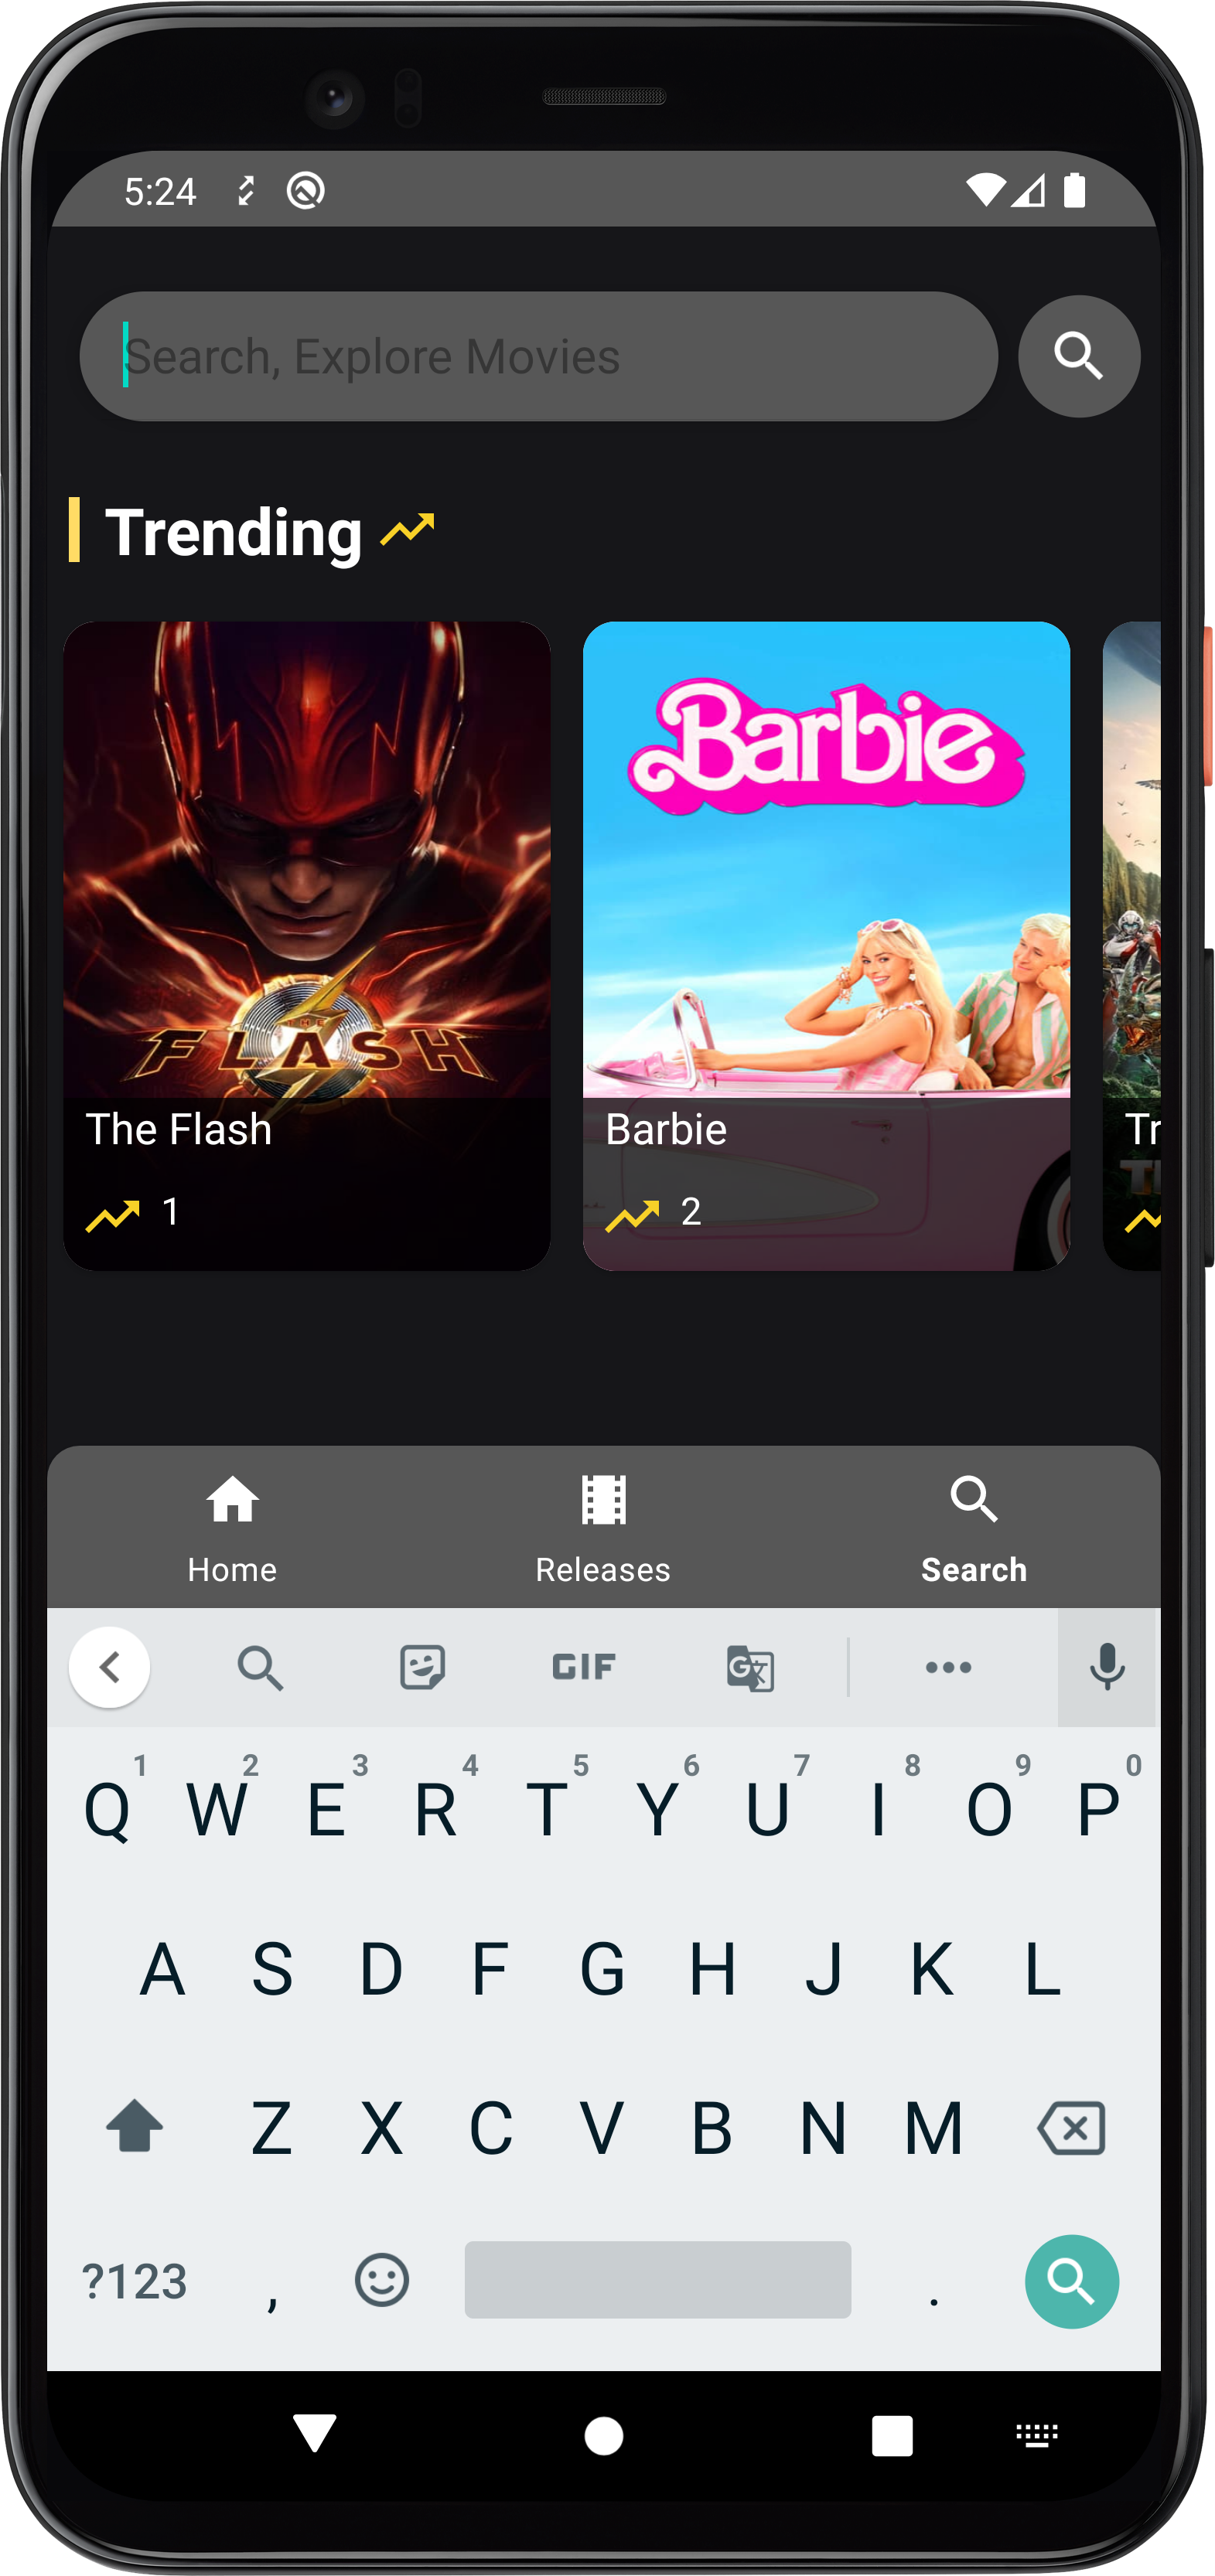 5:24
Search, Explore Movies
Trending
Barbie
THE
FLASH
The Flash
Barbie
Tr
1
2
Home
Releases
Search
GIF
G
1 2 3 4 5 6 7 8 9 0
Q W E R T Y U I O P
A S D F G H J K L
Z X C V B N M
?123 , .